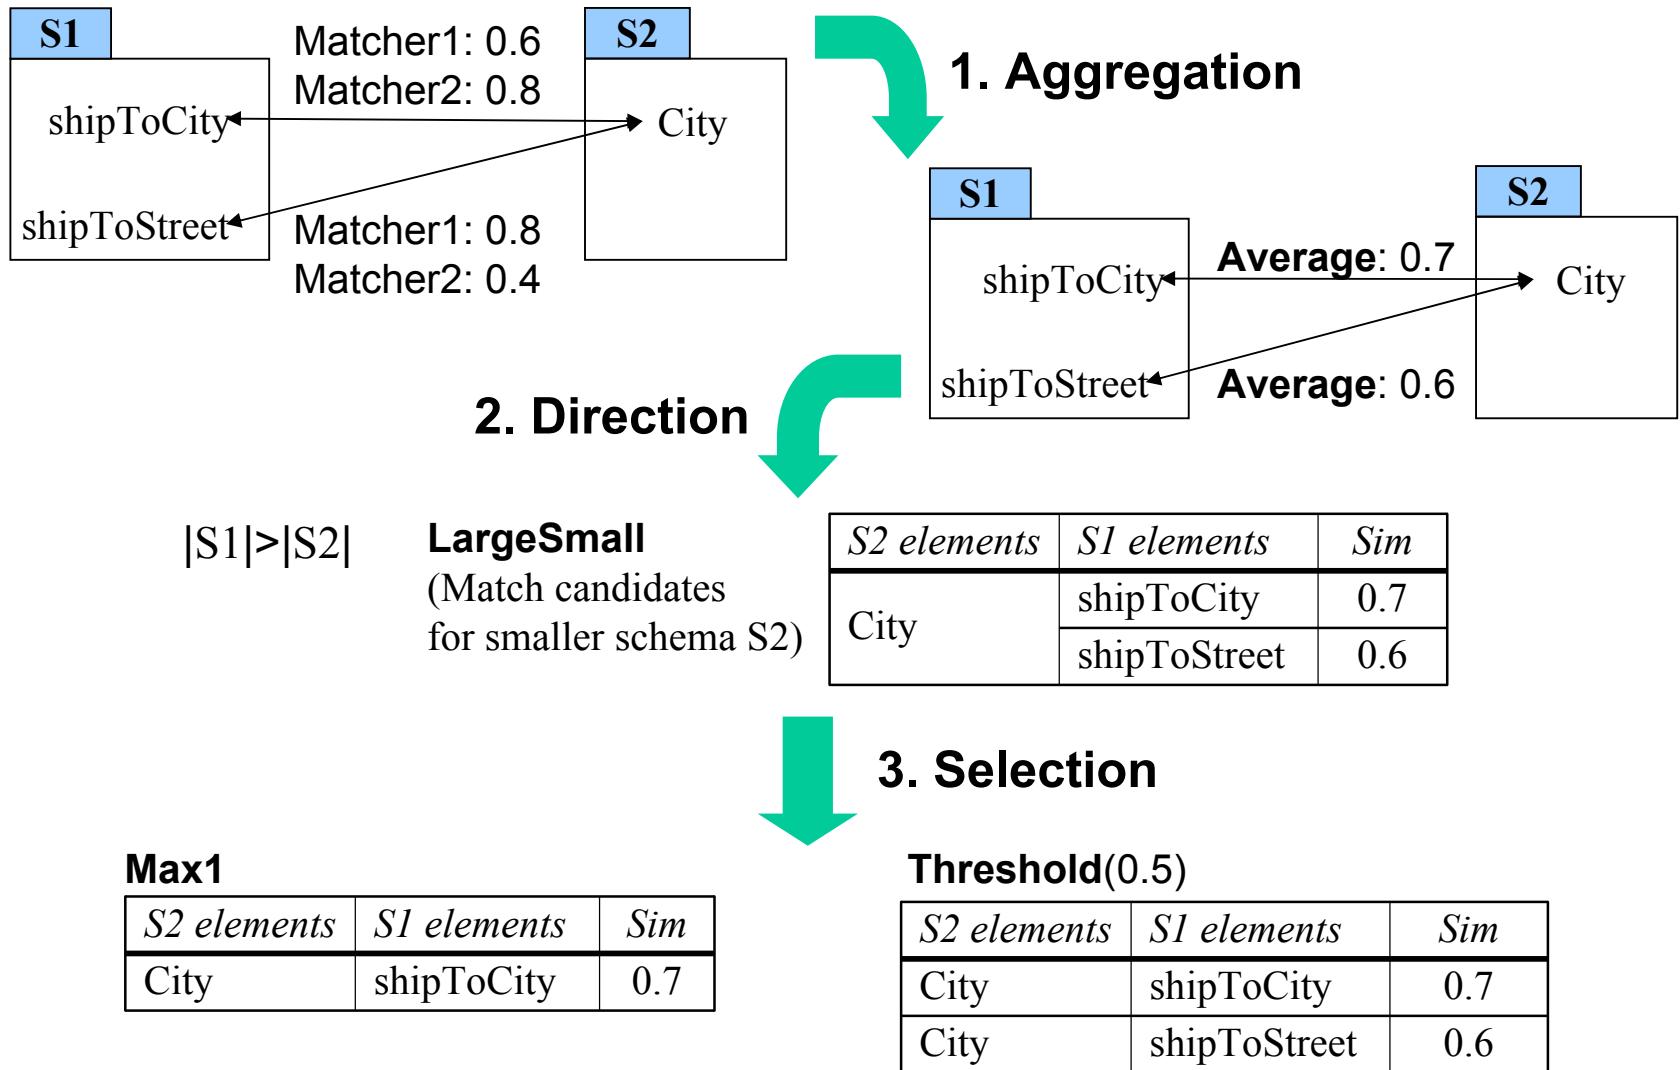 S1
S2
Matcher1: 0.6
Matcher2: 0.8
shipToCity
City
shipToStreet
Matcher1: 0.8
Matcher2: 0.4
1. Aggregation
S1
S2
Average: 0.7
shipToCity
City
shipToStreet
Average: 0.6
2. Direction
|S1|>|S2|
LargeSmall
(Match candidates
for smaller schema S2)
S2 elements S1 elements Sim
City shipToCity 0.7
shipToStreet 0.6
3. Selection
Max1
S2 elements S1 elements Sim
City shipToCity 0.7
Threshold(0.5)
S2 elements S1 elements Sim
City shipToCity 0.7
City shipToStreet 0.6